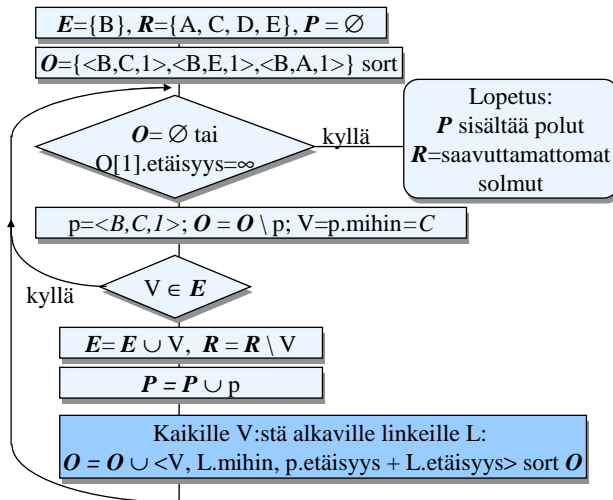 E={B}, R={A, C, D, E}, P = ∅
O={<B,C,1>,<B,E,1>,<B,A,1>} sort
O= ∅ tai
O[1].etäisyys=∞
kyllä
Lopetus:
P sisältää polut
R=saavuttamattomat
solmut
p=<B,C,1>; O = O \ p; V=p.mihin=C
V ∈ E
kyllä
E= E ∪ V, R = R \ V
P = P ∪ p
Kaikille V:stä alkaville linkeille L:
O = O ∪ <V, L.mihin, p.etäisyys + L.etäisyys> sort O